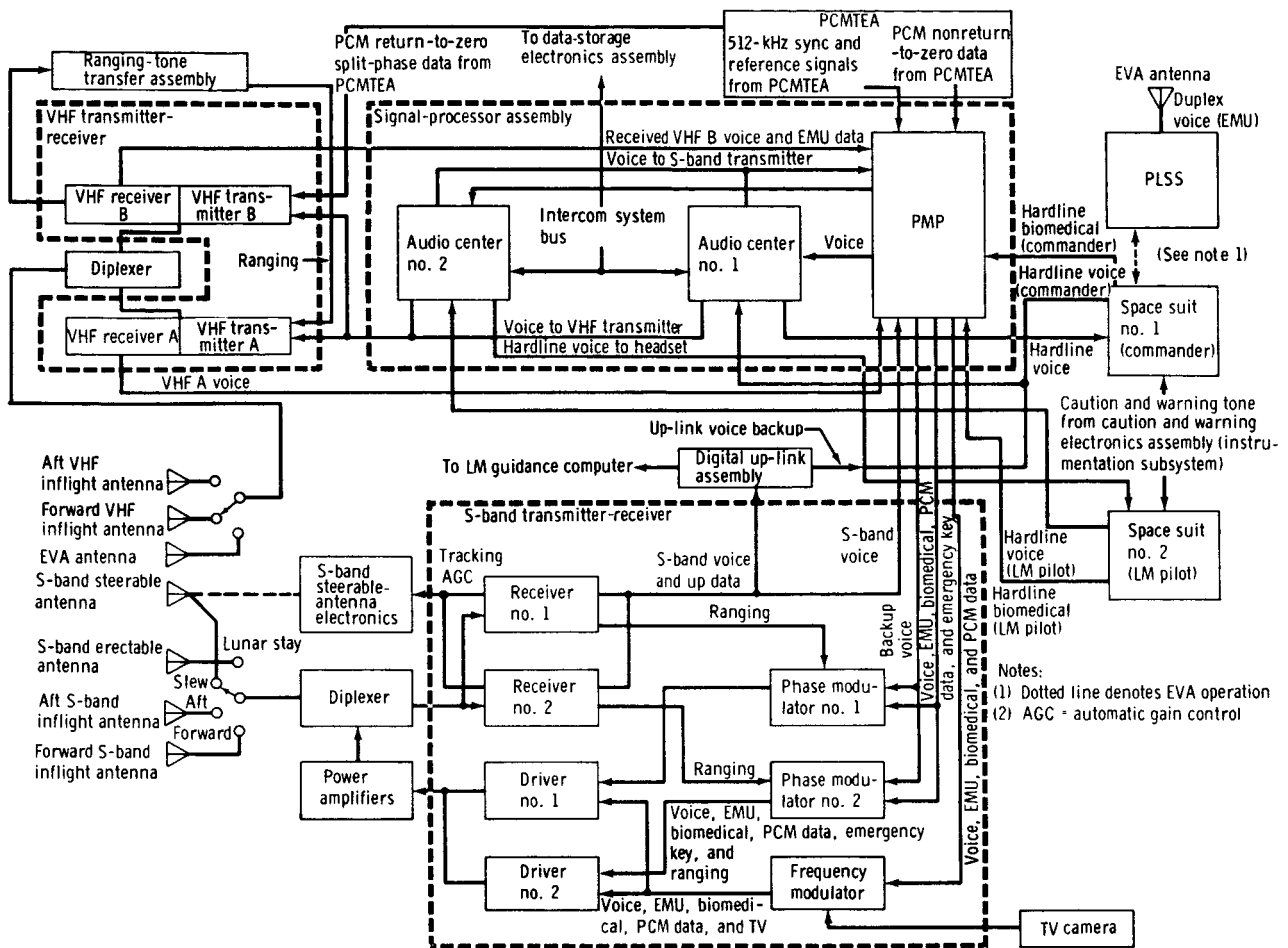 Ranging-tone
transfer assembly
PCM return-to-zero
split-phase data from
PCMTEA
To data-storage
electronics assembly
PCMTEA
512-kHz sync and
reference signals
from PCMTEA
PCM nonreturn
-to-zero data
from PCMTEA
EVA antenna
Duplex
voice (EMU)
PLSS
VHF transmitter-
receiver
Signal-processor assembly
Received VHF B voice and EMU data
Voice to S-band transmitter
VHF receiver
B
VHF trans-
mitter B
Diplexer
Ranging
VHF receiver A
VHF trans-
mitter A
VHF A voice
Audio center
no. 2
Intercom system
bus
Audio center
no. 1
Voice
PMP
Voice to VHF transmitter
Hardline voice to headset
Hardline
biomedical
(commander)
Hardline voice
(commander)
(See note 1)
Space suit
no. 1
(commander)
Hardline
voice
Caution and warning tone
from caution and warning
electronics assembly (instru-
mentation subsystem)
Up-link voice backup
To LM guidance computer
Digital up-link
assembly
Aft VHF
inflight antenna
Forward VHF
inflight antenna
EVA antenna
S-band steerable
antenna
S-band erectable
antenna
Lunar stay
Slew
Aft S-band
inflight antenna
Aft
Forward
Forward S-band
inflight antenna
S-band transmitter-receiver
Tracking
AGC
S-band
steerable-
antenna
electronics
Receiver
no. 1
S-band voice
and up data
S-band
voice
Ranging
Diplexer
Receiver
no. 2
Phase modu-
lator no. 1
Backup
voice
Voice, EMU, biomedical, PCM
data, and emergency key
Voice, EMU, biomedical, and PCM data
Hardline
voice
(LM pilot)
Hardline
biomedical
(LM pilot)
Space suit
no. 2
(LM pilot)
Notes:
(1) Dotted line denotes EVA operation
(2) AGC = automatic gain control
Power
amplifiers
Driver
no. 1
Ranging
Phase modu-
lator no. 2
Voice, EMU,
biomedical, PCM data, emergency
key, and
ranging
Driver
no. 2
Frequency
modulator
Voice, EMU, biomedi-
cal, PCM data, and TV
TV camera